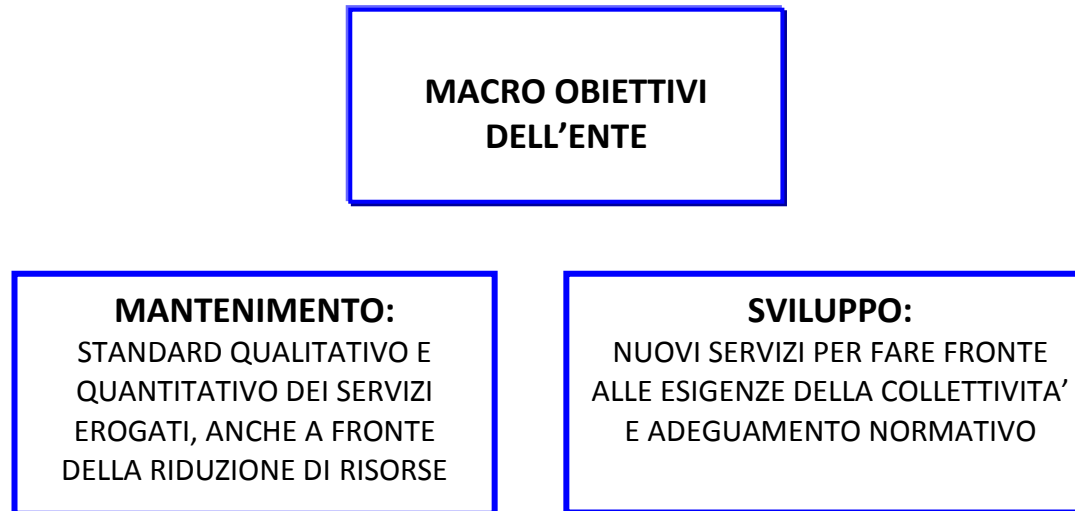 MACRO OBIETTIVI
DELL’ENTE
MANTENIMENTO:
STANDARD QUALITATIVO E
QUANTITATIVO DEI SERVIZI
EROGATI, ANCHE A FRONTE
DELLA RIDUZIONE DI RISORSE
SVILUPPO:
NUOVI SERVIZI PER FARE FRONTE
ALLE ESIGENZE DELLA COLLETTIVITA’
E ADEGUAMENTO NORMATIVO